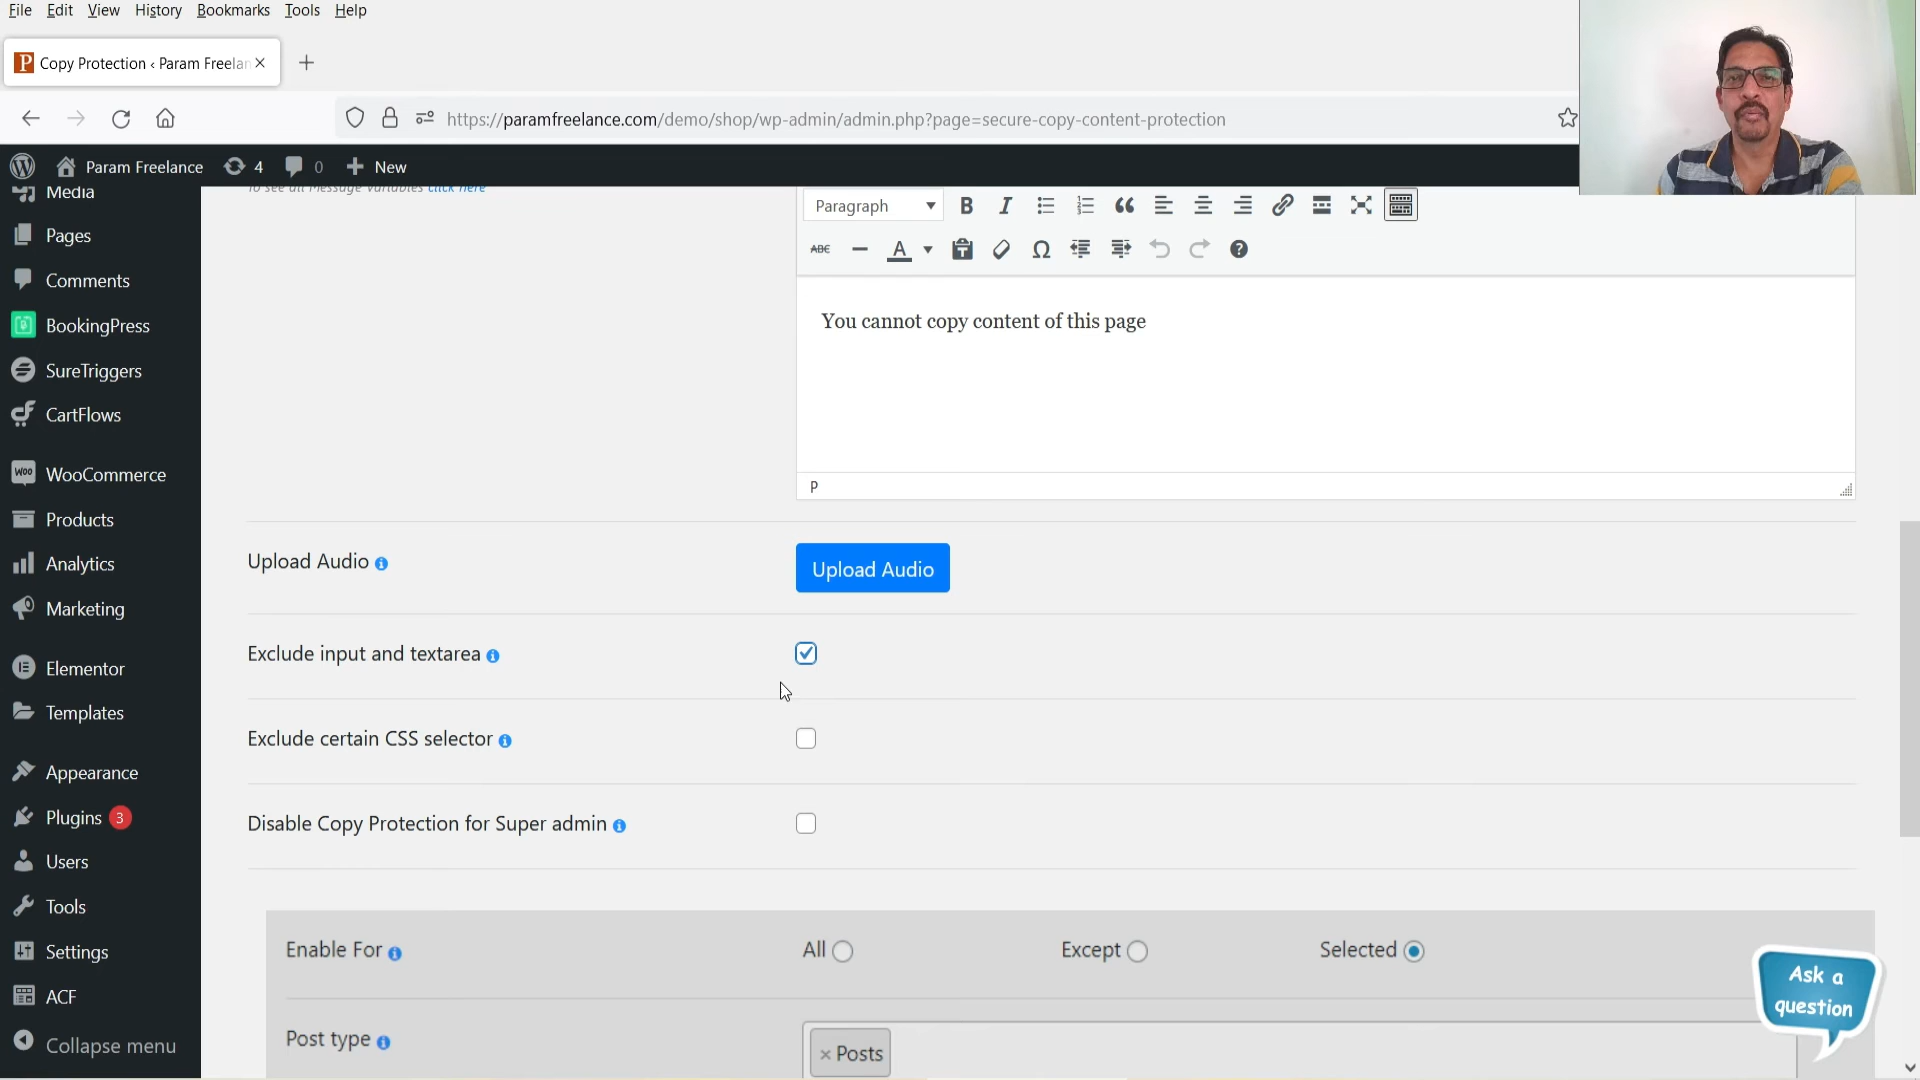 File Edit View History Bookmarks Tools Help
Copy Protection ‹ Param Freelan
https://paramfreelance.com/demo/shop/wp-admin/admin.php?page=secure-copy-content-protection
Param Freelance 4 0 New
Media
Pages
Comments
BookingPress
SureTriggers
CartFlows
WooCommerce
Products
Analytics
Marketing
Elementor
Templates
Appearance
Plugins 3
Users
Tools
Settings
ACF
Collapse menu
To see all Message Variables click here
Paragraph
ABC
You cannot copy content of this page
P
Upload Audio
Upload Audio
Exclude input and textarea
Exclude certain CSS selector
Disable Copy Protection for Super admin
Enable For All Except Selected
Post type × Posts
Ask a
question